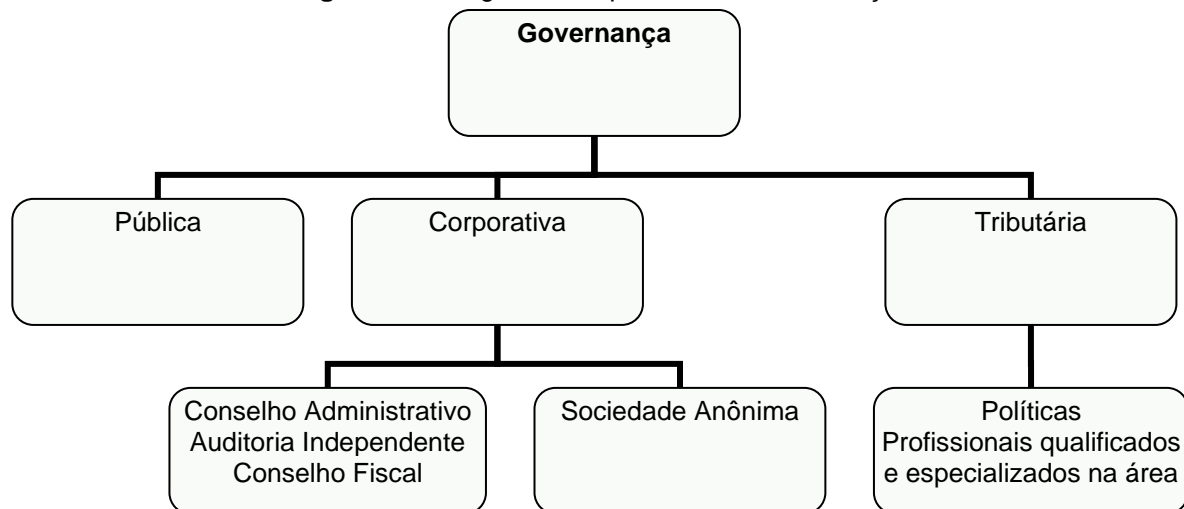 Governança
Pública
Corporativa
Tributária
Conselho Administrativo
Auditoria Independente
Conselho Fiscal
Sociedade Anônima
Políticas
Profissionais qualificados
e especializados na área